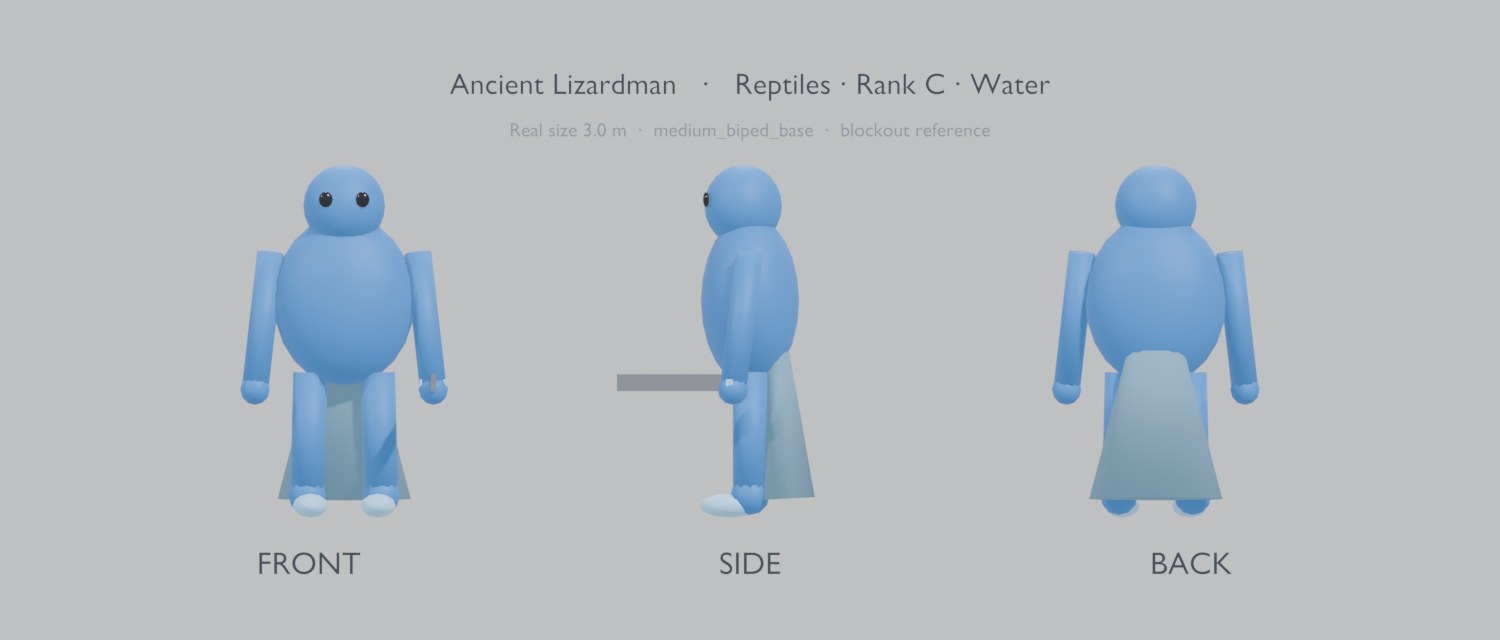 Ancient Lizardman · Reptiles · Rank C · Water
Real size 3.0 m · medium_biped_base · blockout reference
FRONT
SIDE
BACK